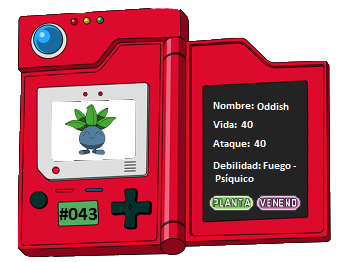 Nombre: Oddish
Vida: 40
Ataque: 40
Debilidad: Fuego -
Psíquico
PLANTA VENENO
#043